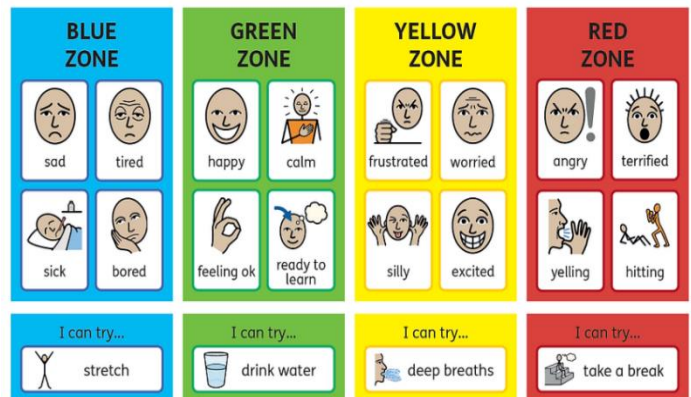 BLUE
ZONE
sad
tired
sick
bored
I can try...
stretch
GREEN
ZONE
happy
calm
feeling ok
ready to
learn
I can try...
drink water
YELLOW
ZONE
frustrated
worried
silly
excited
I can try...
deep breaths
RED
ZONE
angry
terrified
yelling
hitting
I can try...
take a break